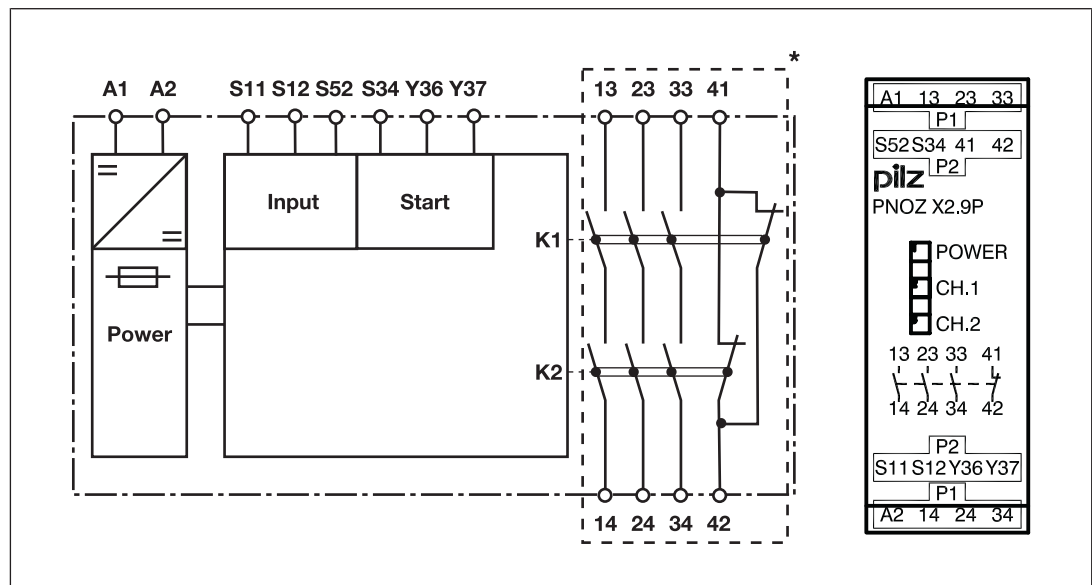 A1 A2 S11 S12 S52 S34 Y36 Y37 13 23 33 41 *
Input Start
K1
Power
K2
14 24 34 42
A1 13 23 33
P1
S52 S34 41 42
P2
pilz
PNOZ X2.9P
POWER
CH.1
CH.2
13 23 33 41
14 24 34 42
P2
S11 S12 Y36 Y37
P1
A2 14 24 34